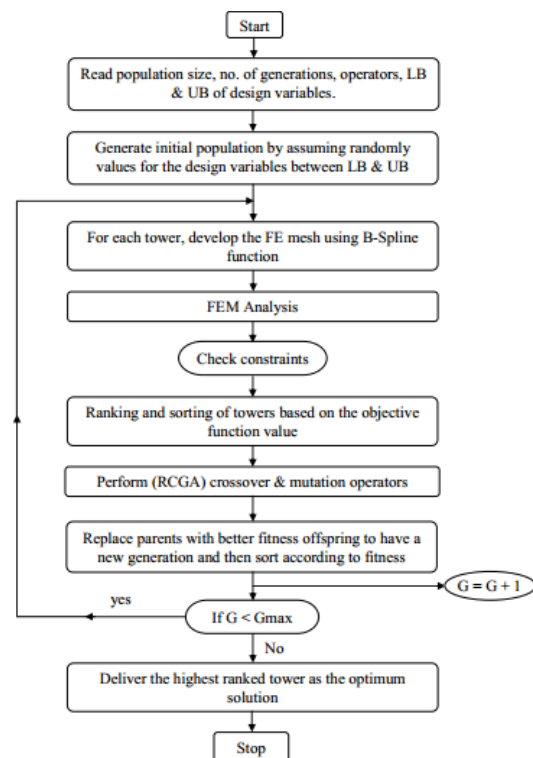 Start
Read population size, no. of generations, operators, LB
& UB of design variables.
Generate initial population by assuming randomly
values for the design variables between LB & UB
For each tower, develop the FE mesh using B-Spline
function
FEM Analysis
Check constraints
Ranking and sorting of towers based on the objective
function value
Perform (RCGA) crossover & mutation operators
Replace parents with better fitness offspring to have
a new generation and then sort according to fitness
G = G + 1
yes
If G < Gmax
No
Deliver the highest ranked tower as the optimum
solution
Stop